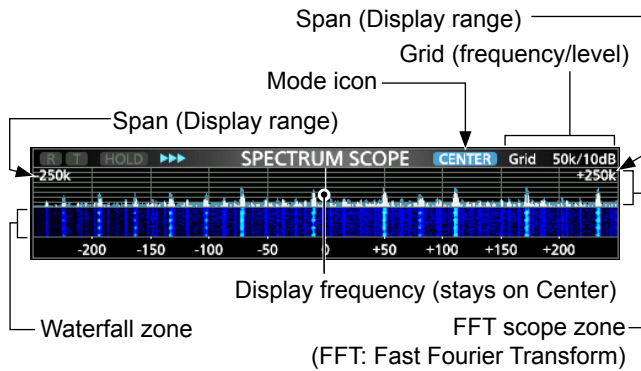 Span (Display range)
Grid (frequency/level)
Mode icon
Span (Display range)
R T HOLD SPECTRUM SCOPE CENTER Grid 50k/10dB
-250k +250k
-200 -150 -100 -50 0 +50 +100 +150 +200
Display frequency (stays on Center)
Waterfall zone
FFT scope zone
(FFT: Fast Fourier Transform)